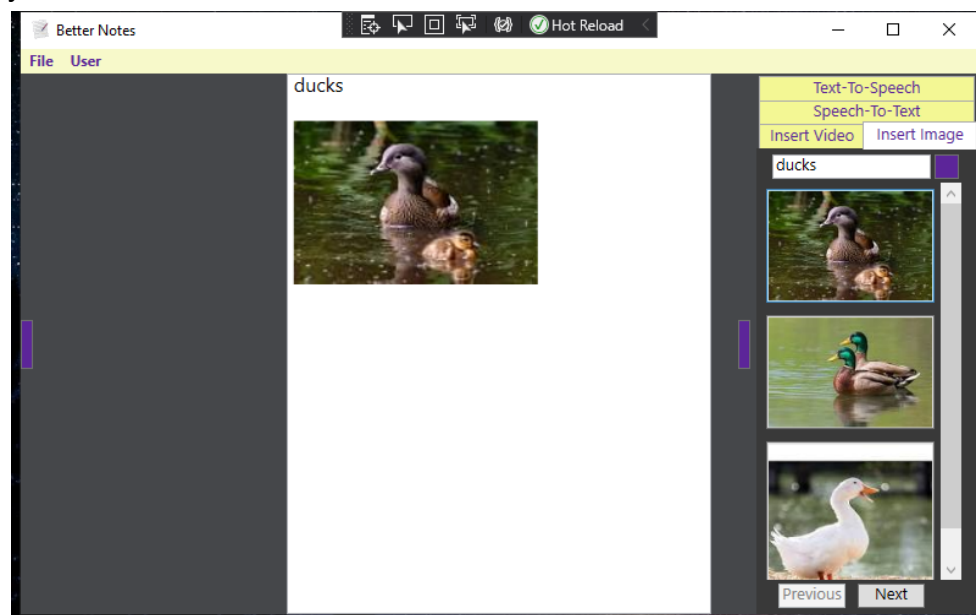 Better Notes
Hot Reload
File User
ducks
Text-To-Speech
Speech-To-Text
Insert Video Insert Image
ducks
Previous Next